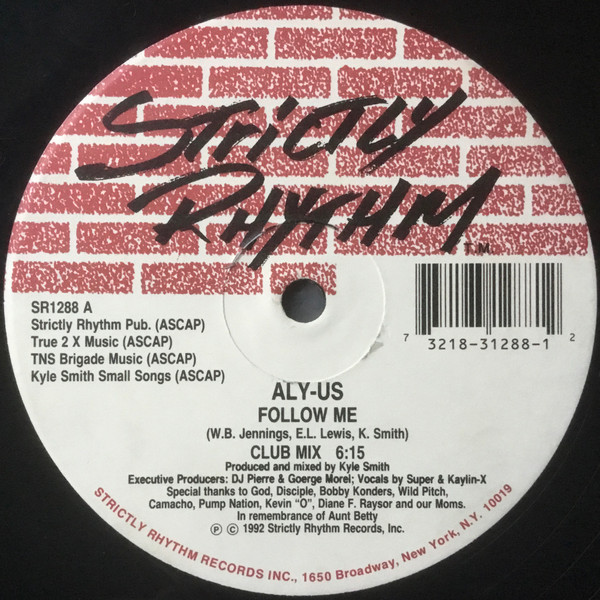 STRICTLY
RHYTHM
T.M.
SR1288 A
Strictly Rhythm Pub. (ASCAP)
True 2 X Music (ASCAP)
TNS Brigade Music (ASCAP)
Kyle Smith Small Songs (ASCAP)
7 3218-31288-1 2
ALY-US
FOLLOW ME
(W.B. Jennings, E.L. Lewis, K. Smith)
CLUB MIX 6:15
Produced and mixed by Kyle Smith
Executive Producers: DJ Pierre & Goerge Morel; Vocals by Super & Kaylin-X
Special thanks to God, Disciple, Bobby Konders, Wild Pitch,
Camacho, Pump Nation, Kevin "O", Diane F. Raysor and our Moms.
In remembrance of Aunt Betty
℗ © 1992 Strictly Rhythm Records, Inc.
STRICTLY RHYTHM RECORDS INC., 1650 Broadway, New York, N.Y. 10019